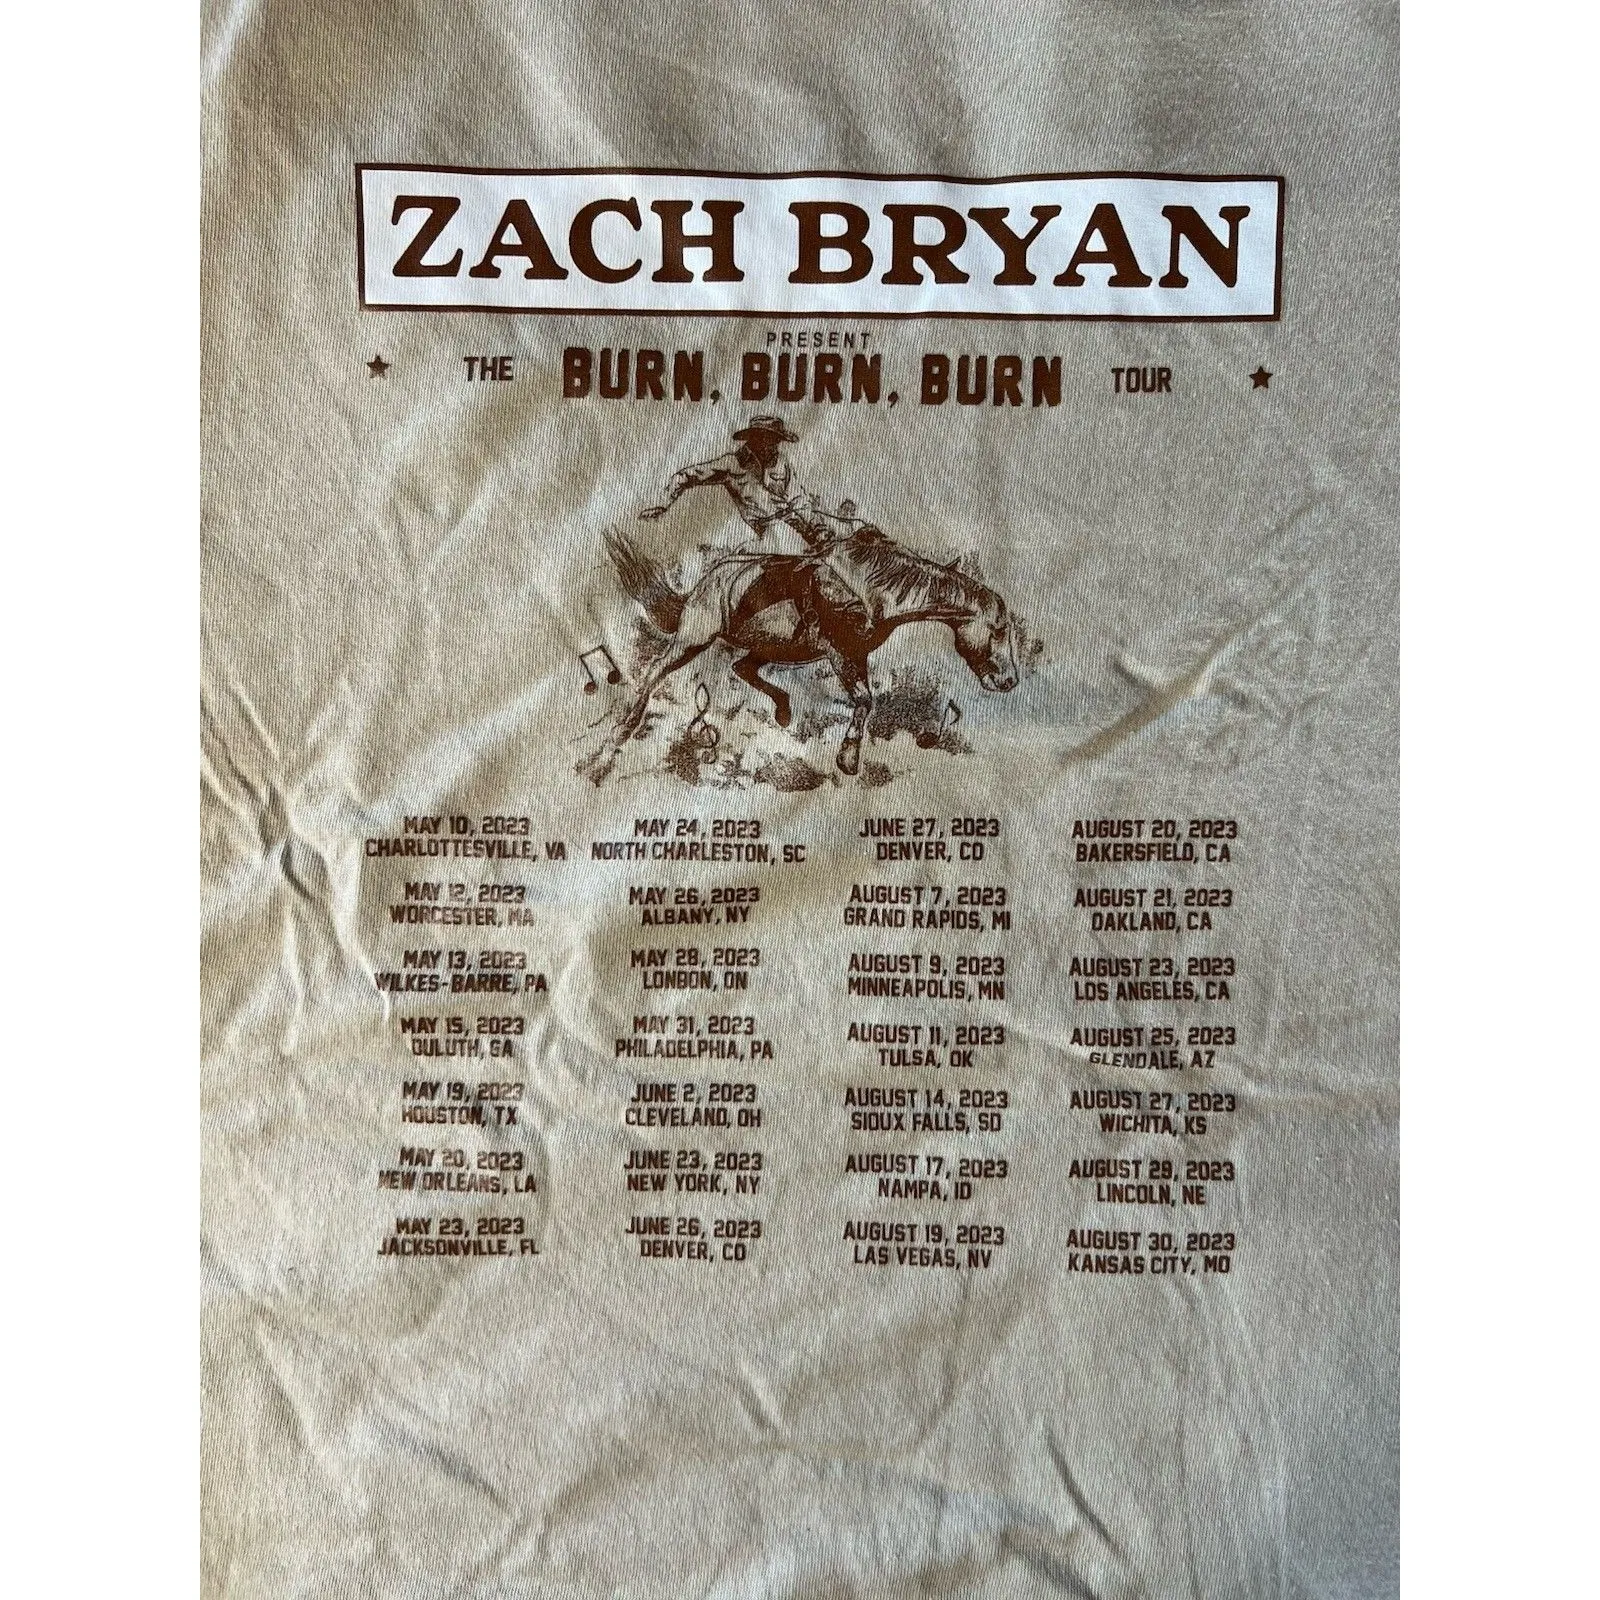 ZACH BRYAN
PRESENT
THE BURN, BURN, BURN TOUR
MAY 10, 2023
CHARLOTTESVILLE, VA
MAY 12, 2023
WORCESTER, MA
MAY 13, 2023
WILKES-BARRE, PA
MAY 15, 2023
DULUTH, GA
MAY 19, 2023
HOUSTON, TX
MAY 20, 2023
NEW ORLEANS, LA
MAY 23, 2023
JACKSONVILLE, FL
MAY 24, 2023
NORTH CHARLESTON, SC
MAY 26, 2023
ALBANY, NY
MAY 28, 2023
LONDON, ON
MAY 31, 2023
PHILADELPHIA, PA
JUNE 2, 2023
CLEVELAND, OH
JUNE 23, 2023
NEW YORK, NY
JUNE 26, 2023
DENVER, CO
JUNE 27, 2023
DENVER, CO
AUGUST 7, 2023
GRAND RAPIDS, MI
AUGUST 9, 2023
MINNEAPOLIS, MN
AUGUST 11, 2023
TULSA, OK
AUGUST 14, 2023
SIOUX FALLS, SD
AUGUST 17, 2023
NAMPA, ID
AUGUST 19, 2023
LAS VEGAS, NV
AUGUST 20, 2023
BAKERSFIELD, CA
AUGUST 21, 2023
OAKLAND, CA
AUGUST 23, 2023
LOS ANGELES, CA
AUGUST 25, 2023
GLENDALE, AZ
AUGUST 27, 2023
WICHITA, KS
AUGUST 29, 2023
LINCOLN, NE
AUGUST 30, 2023
KANSAS CITY, MO